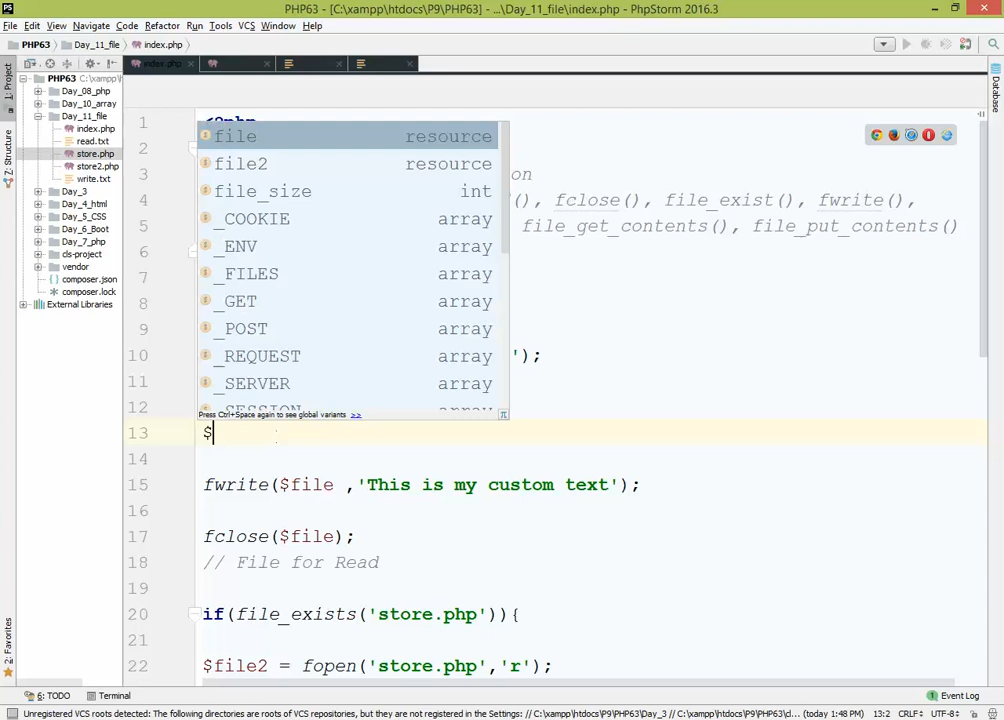 PHP63 - [C:\xampp\htdocs\P9\PHP63] - ...\Day_11_file\index.php - PhpStorm 2016.3
File Edit View Navigate Code Refactor Run Tools VCS Window Help
PHP63 Day_11_file index.php
1: Project
Z: Structure
2: Favorites
Database
index.php
PHP63 C:\xampp\h
Day_08_php
Day_10_array
Day_11_file
index.php
read.txt
store.php
store2.php
write.txt
Day_3
Day_4_html
Day_5_CSS
Day_6_Boot
Day_7_php
cls-project
vendor
composer.json
composer.lock
External Libraries
1 <?php
2
3 on
4 (), fclose(), file_exist(), fwrite(),
5 file_get_contents(), file_put_contents()
6
7
8
9
10 ');
11
12
13 $
14
15 fwrite($file ,'This is my custom text');
16
17 fclose($file);
18 // File for Read
19
20 if(file_exists('store.php')){
21
22 $file2 = fopen('store.php','r');
file resource
file2 resource
file_size int
_COOKIE array
_ENV array
_FILES array
_GET array
_POST array
_REQUEST array
_SERVER array
_SESSION array
Press Ctrl+Space again to see global variants >>
6: TODO Terminal 1 Event Log
Unregistered VCS roots detected: The following directories are roots of VCS repositories, but they are not registered in the Settings: // C:/xampp/htdocs/P9/PHP63/Day_3 // C:/xampp/htdocs/P9/PHP63/cl... (today 1:48 PM) 13:2 CRLF UTF-8